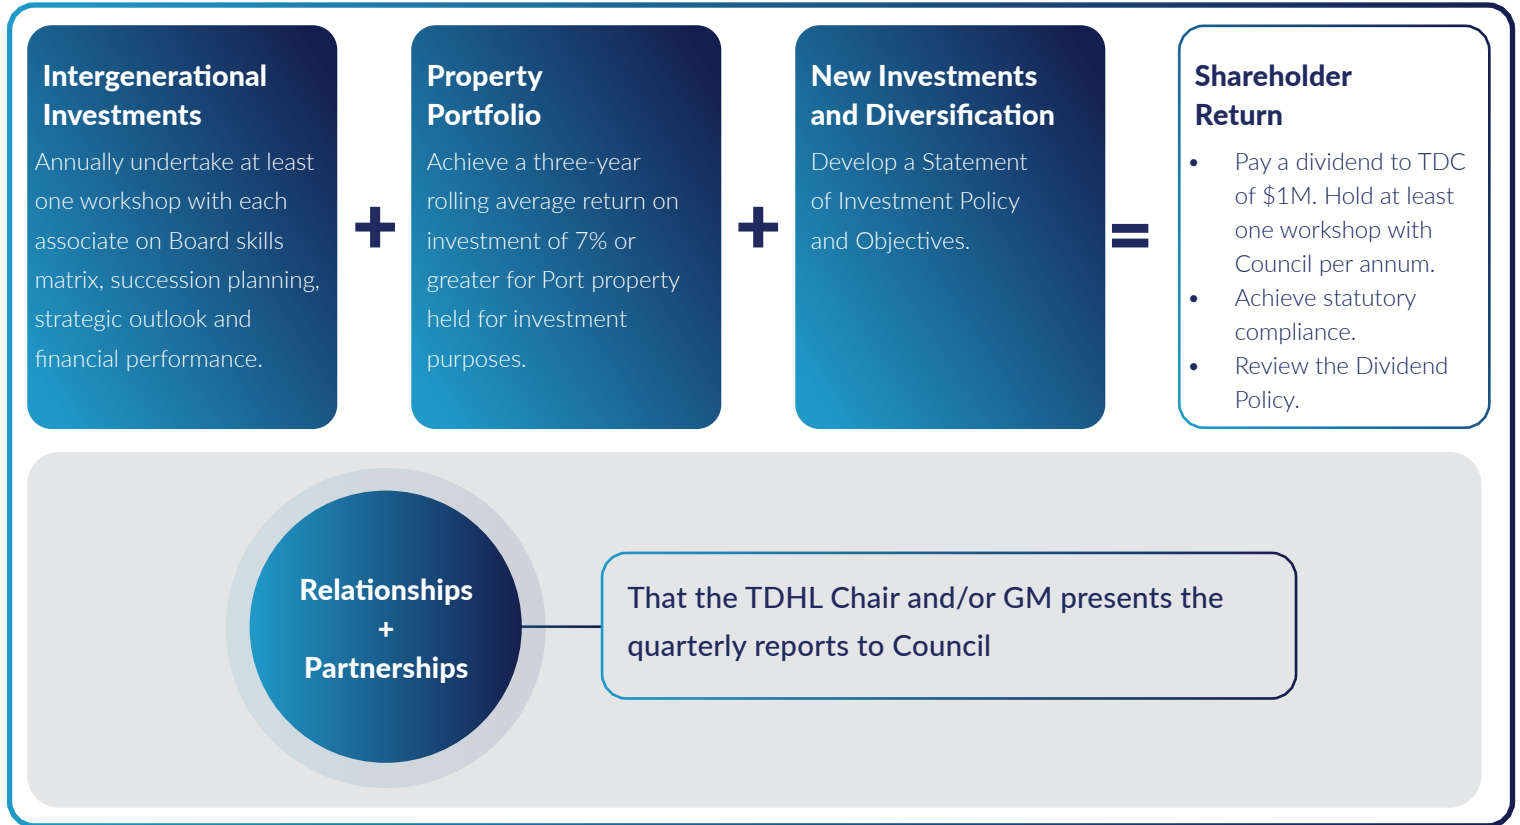 Intergenerational
Investments
Annually undertake at least
one workshop with each
associate on Board skills
matrix, succession planning,
strategic outlook and
financial performance.
+
Property
Portfolio
Achieve a three-year
rolling average return on
investment of 7% or
greater for Port property
held for investment
purposes.
+
New Investments
and Diversification
Develop a Statement
of Investment Policy
and Objectives.
=
Shareholder
Return
• Pay a dividend to TDC
of $1M. Hold at least
one workshop with
Council per annum.
• Achieve statutory
compliance.
• Review the Dividend
Policy.
Relationships
+
Partnerships
That the TDHL Chair and/or GM presents the
quarterly reports to Council